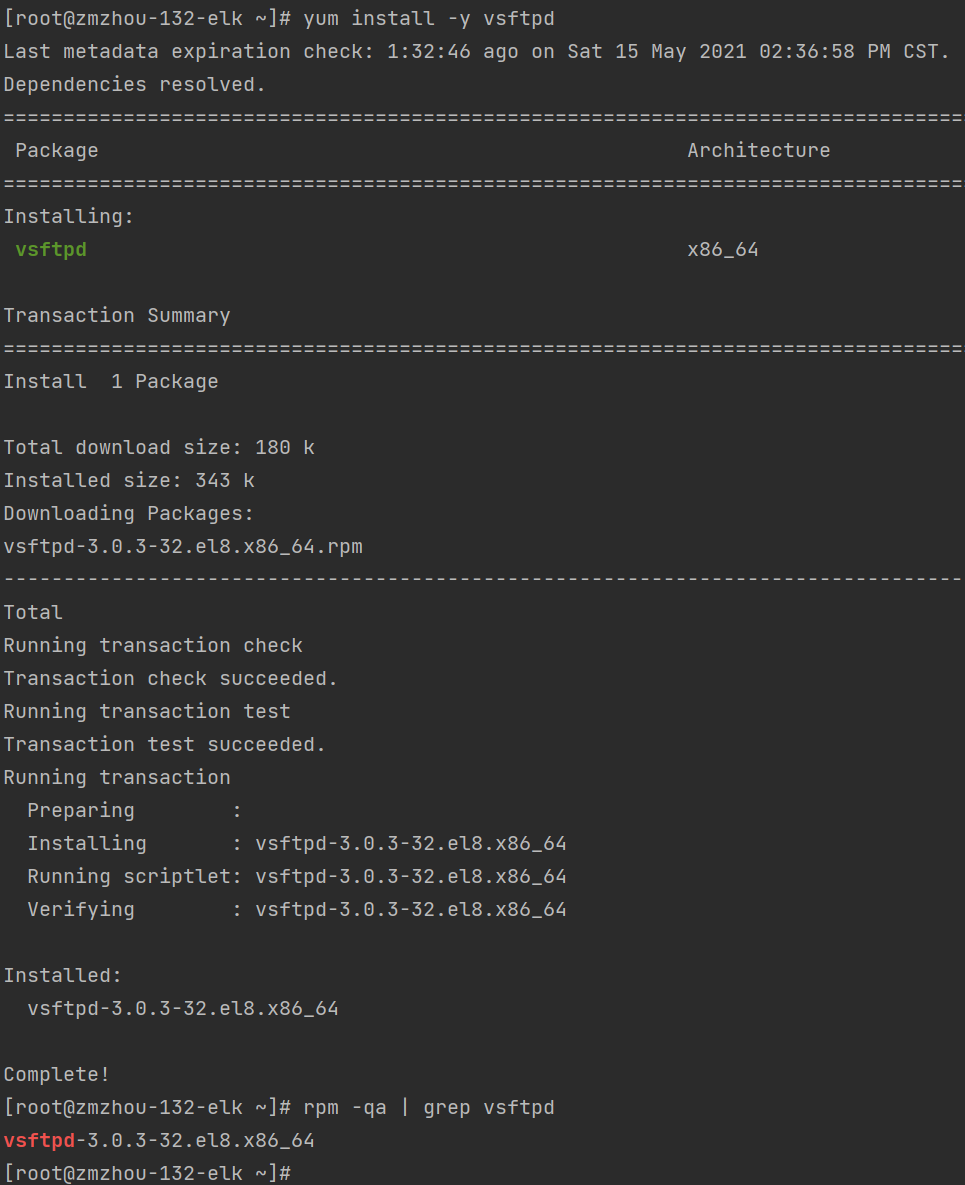 [root@zmzhou-132-elk ~]# yum install -y vsftpd
Last metadata expiration check: 1:32:46 ago on Sat 15 May 2021 02:36:58 PM CST.
Dependencies resolved.
================================================================================
 Package                                                 Architecture
================================================================================
Installing:
 vsftpd                                                  x86_64

Transaction Summary
================================================================================
Install  1 Package

Total download size: 180 k
Installed size: 343 k
Downloading Packages:
vsftpd-3.0.3-32.el8.x86_64.rpm
--------------------------------------------------------------------------------
Total
Running transaction check
Transaction check succeeded.
Running transaction test
Transaction test succeeded.
Running transaction
  Preparing        :
  Installing       : vsftpd-3.0.3-32.el8.x86_64
  Running scriptlet: vsftpd-3.0.3-32.el8.x86_64
  Verifying        : vsftpd-3.0.3-32.el8.x86_64

Installed:
  vsftpd-3.0.3-32.el8.x86_64

Complete!
[root@zmzhou-132-elk ~]# rpm -qa | grep vsftpd
vsftpd-3.0.3-32.el8.x86_64
[root@zmzhou-132-elk ~]#